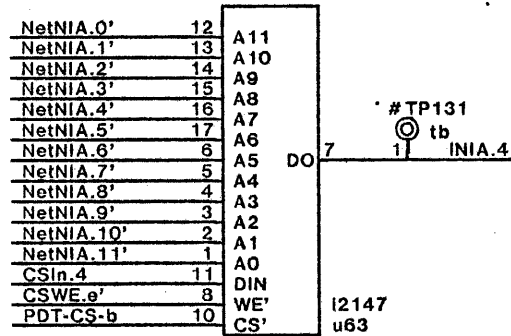 NetNIA.0' 12 A11
NetNIA.1' 13 A10
NetNIA.2' 14 A9
NetNIA.3' 15 A8
NetNIA.4' 16 A7
NetNIA.5' 17 A6
NetNIA.6' 6 A5 DO 7 1 INIA.4
NetNIA.7' 5 A4
NetNIA.8' 4 A3
NetNIA.9' 3 A2
NetNIA.10' 2 A1
NetNIA.11' 1 A0
CSIn.4 11 DIN
CSWE.e' 8 WE' I2147
PDT-CS-b 10 CS' u63
#TP131
tb